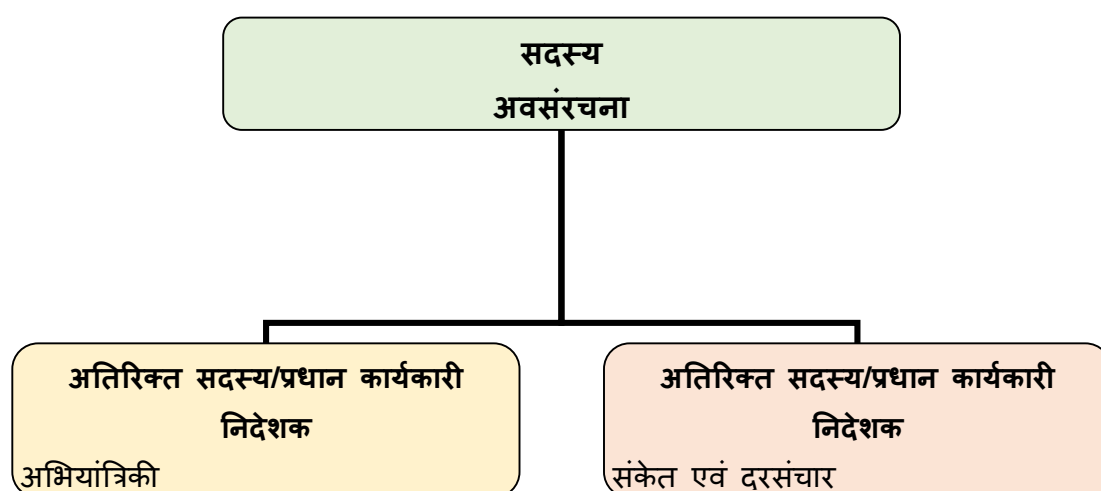 सदस्य
अवसंरचना
अतिरिक्त सदस्य/प्रधान कार्यकारी
निदेशक
अभियांत्रिकी
अतिरिक्त सदस्य/प्रधान कार्यकारी
निदेशक
संकेत एवं दूरसंचार